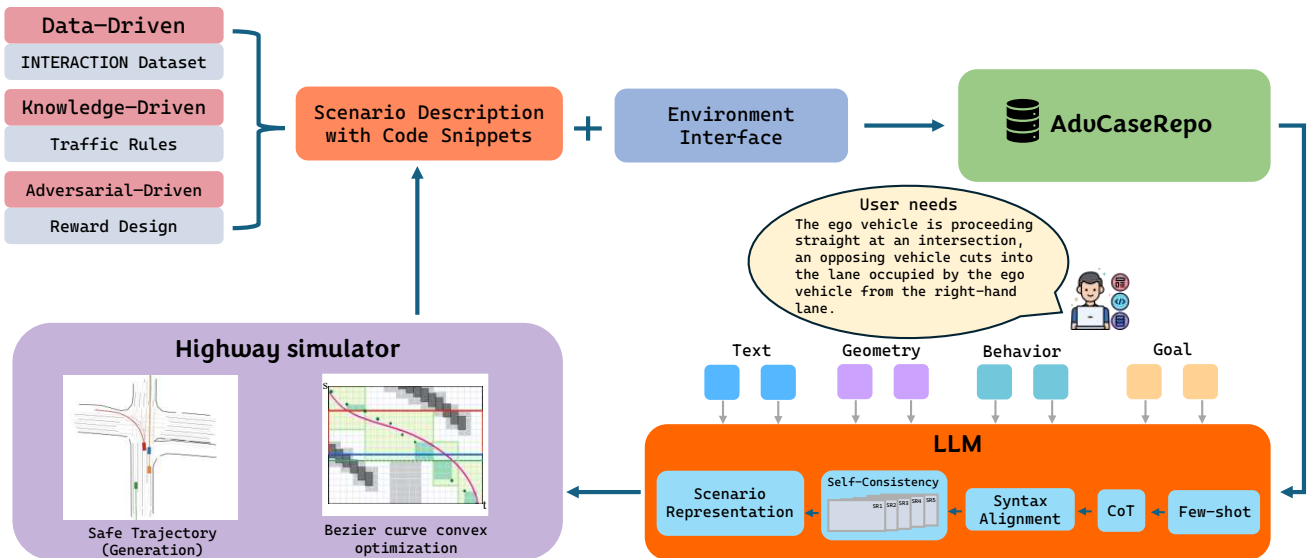 Data-Driven
INTERACTION Dataset
Knowledge-Driven
Traffic Rules
Adversarial-Driven
Reward Design
Scenario Description
with Code Snippets
+
Environment
Interface
AdvCaseRepo
User needs
The ego vehicle is proceeding
straight at an intersection,
an opposing vehicle cuts into
the lane occupied by the ego
vehicle from the right-hand
lane.
Highway simulator
s
t
Safe Trajectory
(Generation)
Bezier curve convex
optimization
Text
Geometry
Behavior
Goal
LLM
Scenario
Representation
Self-Consistency
SR1 SR2 SR3 SR4 SR5
Syntax
Alignment
CoT
Few-shot